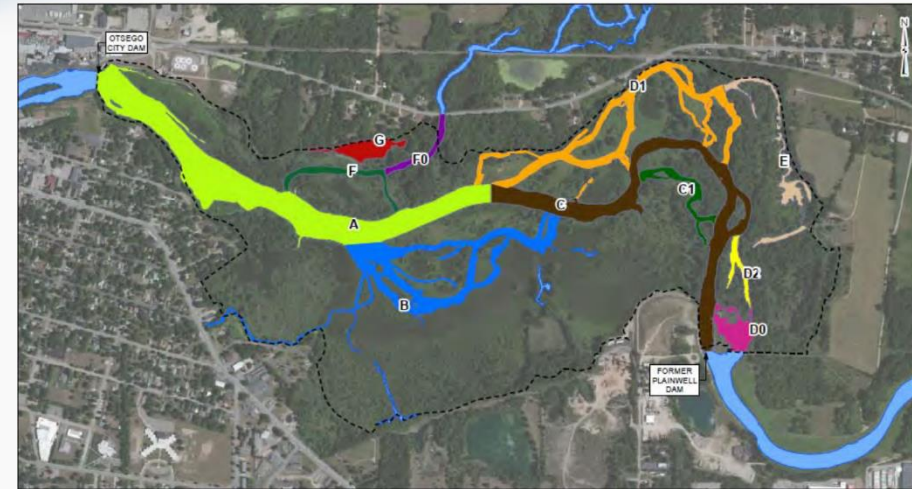 OTSEGO
CITY DAM
N
D1
G
F0
F
E
C1
C
A
D2
B
D0
FORMER
PLAINWELL
DAM